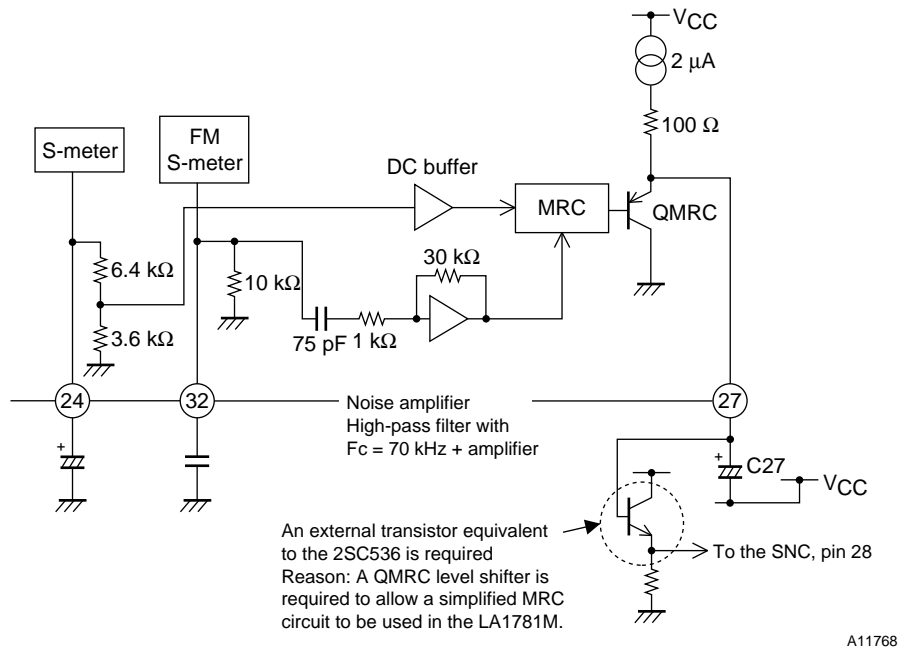 VCC
2 μA
100 Ω
S-meter
FM
S-meter
DC buffer
MRC
QMRC
6.4 kΩ
3.6 kΩ
10 kΩ
30 kΩ
75 pF
1 kΩ
24
32
27
Noise amplifier
High-pass filter with
Fc = 70 kHz + amplifier
+
+
C27
VCC
An external transistor equivalent
to the 2SC536 is required
Reason: A QMRC level shifter is
required to allow a simplified MRC
circuit to be used in the LA1781M.
To the SNC, pin 28
A11768